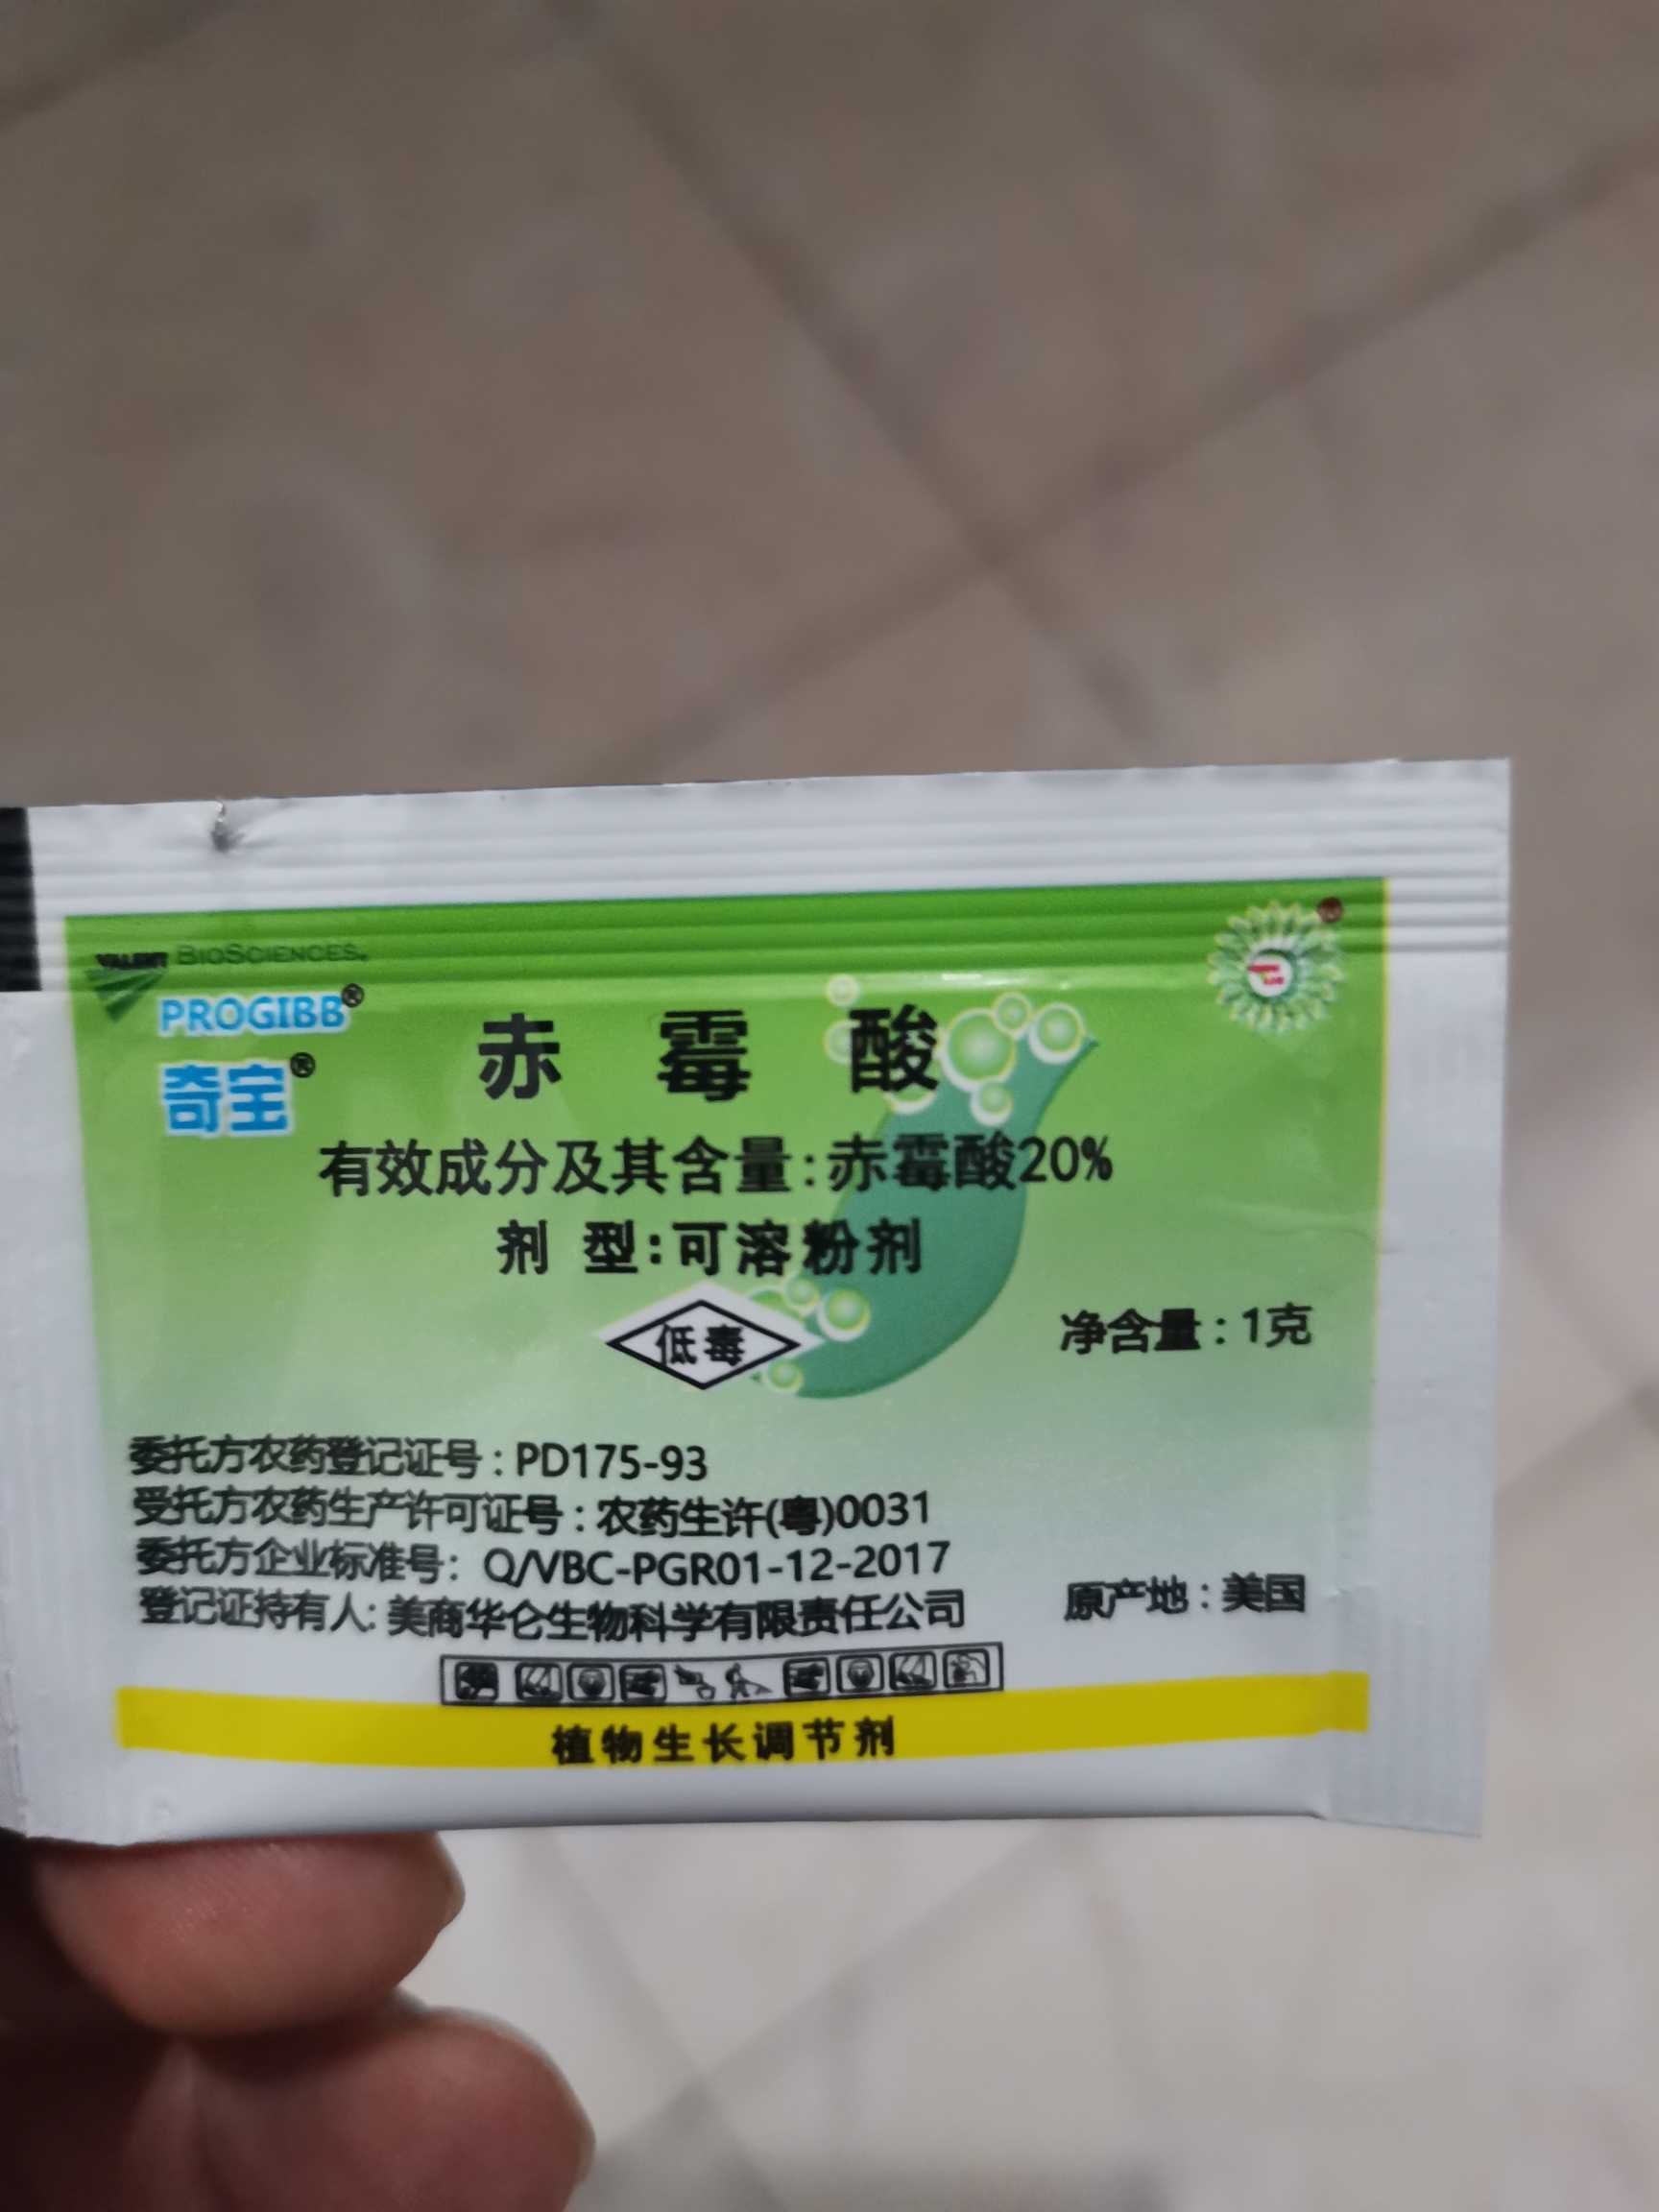 VALENT BIOSCIENCES.
PROGIBB®
奇宝®
赤霉酸
有效成分及其含量:赤霉酸20%
剂型:可溶粉剂
低毒
净含量:1克
委托方农药登记证号:PD175-93
受托方农药生产许可证号:农药生许(粤)0031
委托方企业标准号: Q/VBC-PGR01-12-2017
登记证持有人:美商华仑生物科学有限责任公司
原产地:美国
植物生长调节剂